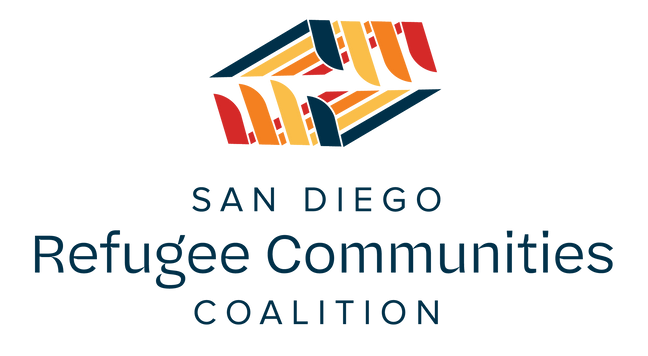 SAN DIEGO
Refugee Communities
COALITION